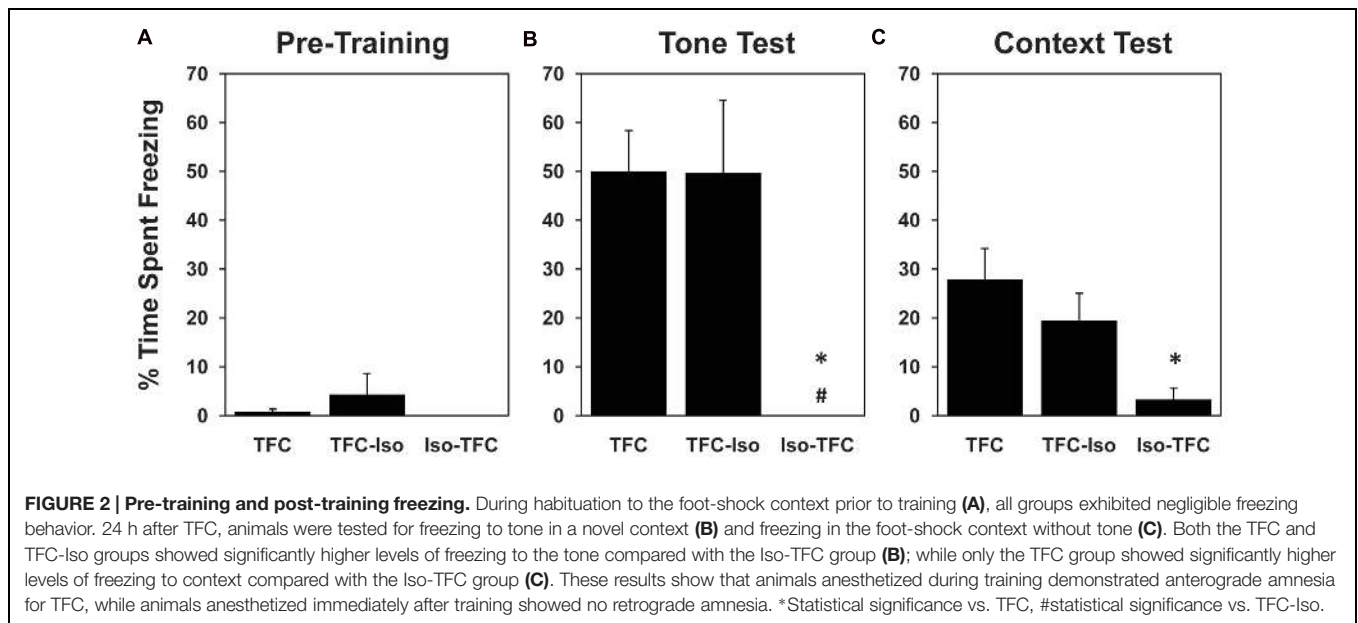 A Pre-Training
B Tone Test
C Context Test
% Time Spent Freezing
70
60
50
40
30
20
10
0
TFC TFC-Iso Iso-TFC
70
60
50
40
30
20
10
0
*
#
TFC TFC-Iso Iso-TFC
70
60
50
40
30
20
10
0
*
TFC TFC-Iso Iso-TFC
FIGURE 2 | Pre-training and post-training freezing. During habituation to the foot-shock context prior to training (A), all groups exhibited negligible freezing
behavior. 24 h after TFC, animals were tested for freezing to tone in a novel context (B) and freezing in the foot-shock context without tone (C). Both the TFC and
TFC-Iso groups showed significantly higher levels of freezing to the tone compared with the Iso-TFC group (B); while only the TFC group showed significantly higher
levels of freezing to context compared with the Iso-TFC group (C). These results show that animals anesthetized during training demonstrated anterograde amnesia
for TFC, while animals anesthetized immediately after training showed no retrograde amnesia. *Statistical significance vs. TFC, #statistical significance vs. TFC-Iso.